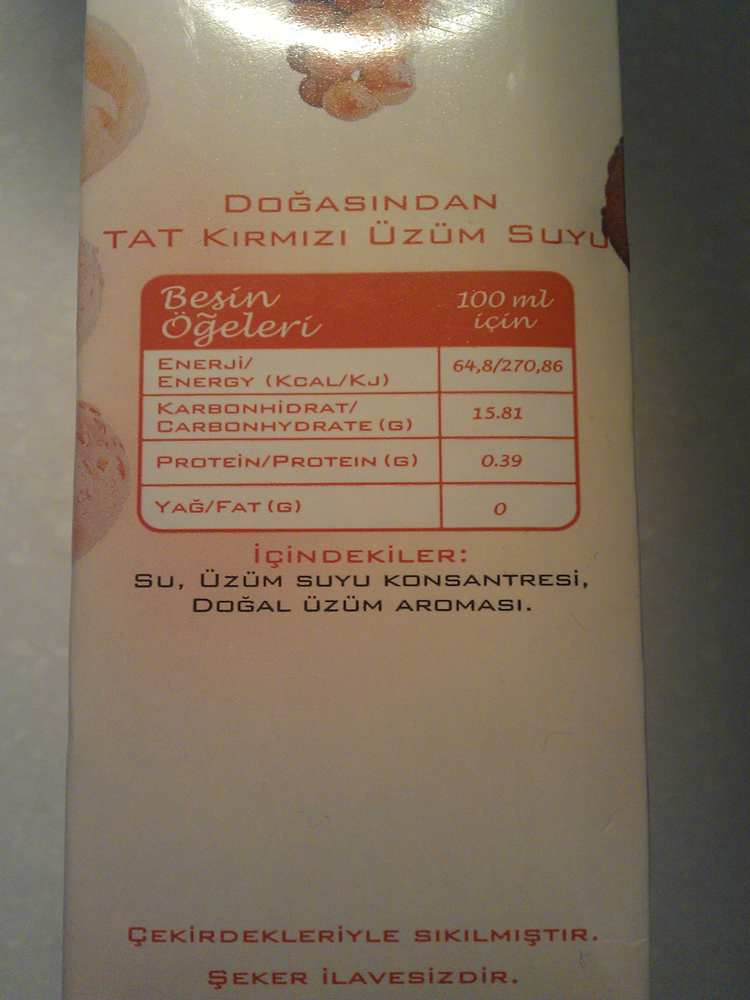 DOĞASINDAN
TAT KIRMIZI ÜZÜM SUYU
Besin
Öğeleri
100 ml
için
ENERJİ/
ENERGY (KCAL/KJ)
64,8/270,86
KARBONHİDRAT/
CARBONHYDRATE (G)
15.81
PROTEİN/PROTEIN (G)
0.39
YAĞ/FAT (G)
0
İÇİNDEKİLER:
SU, ÜZÜM SUYU KONSANTRESİ,
DOĞAL ÜZÜM AROMASI.
ÇEKİRDEKLERİYLE SIKILMIŞTIR.
ŞEKER İLAVESİZDİR.